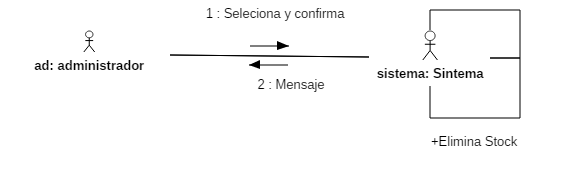 1 : Seleciona y confirma
ad: administrador
sistema: Sintema
2 : Mensaje
+Elimina Stock